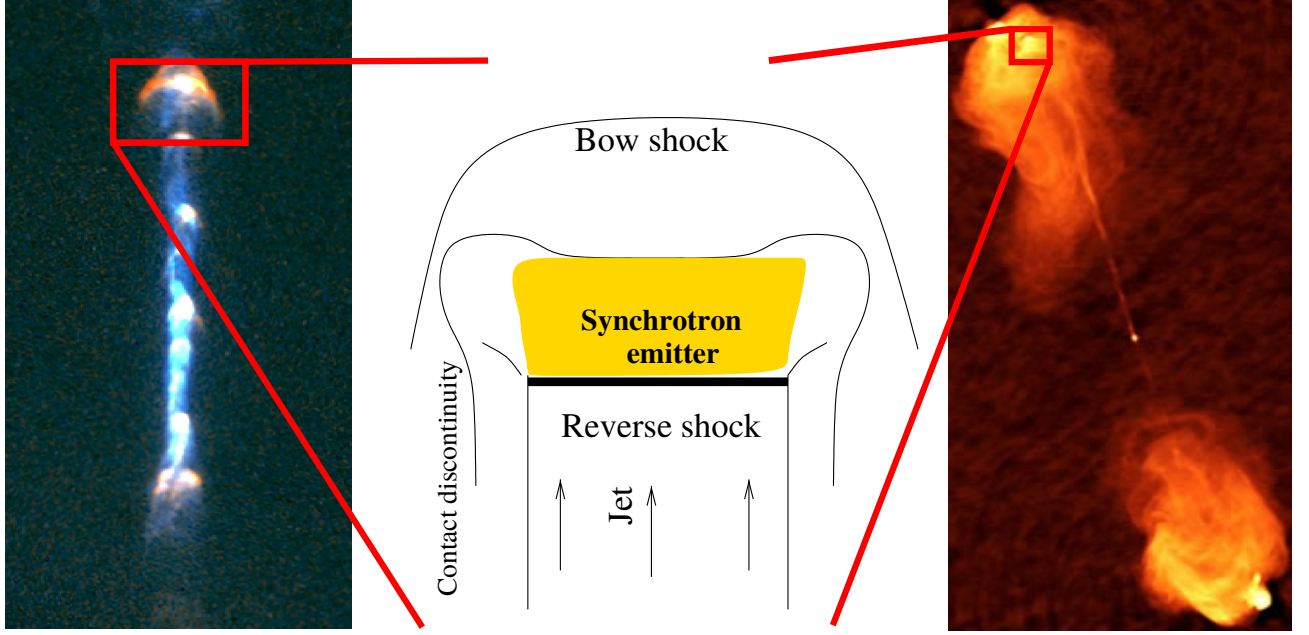 Bow shock
Synchrotron
emitter
Reverse shock
Contact discontinuity
Jet